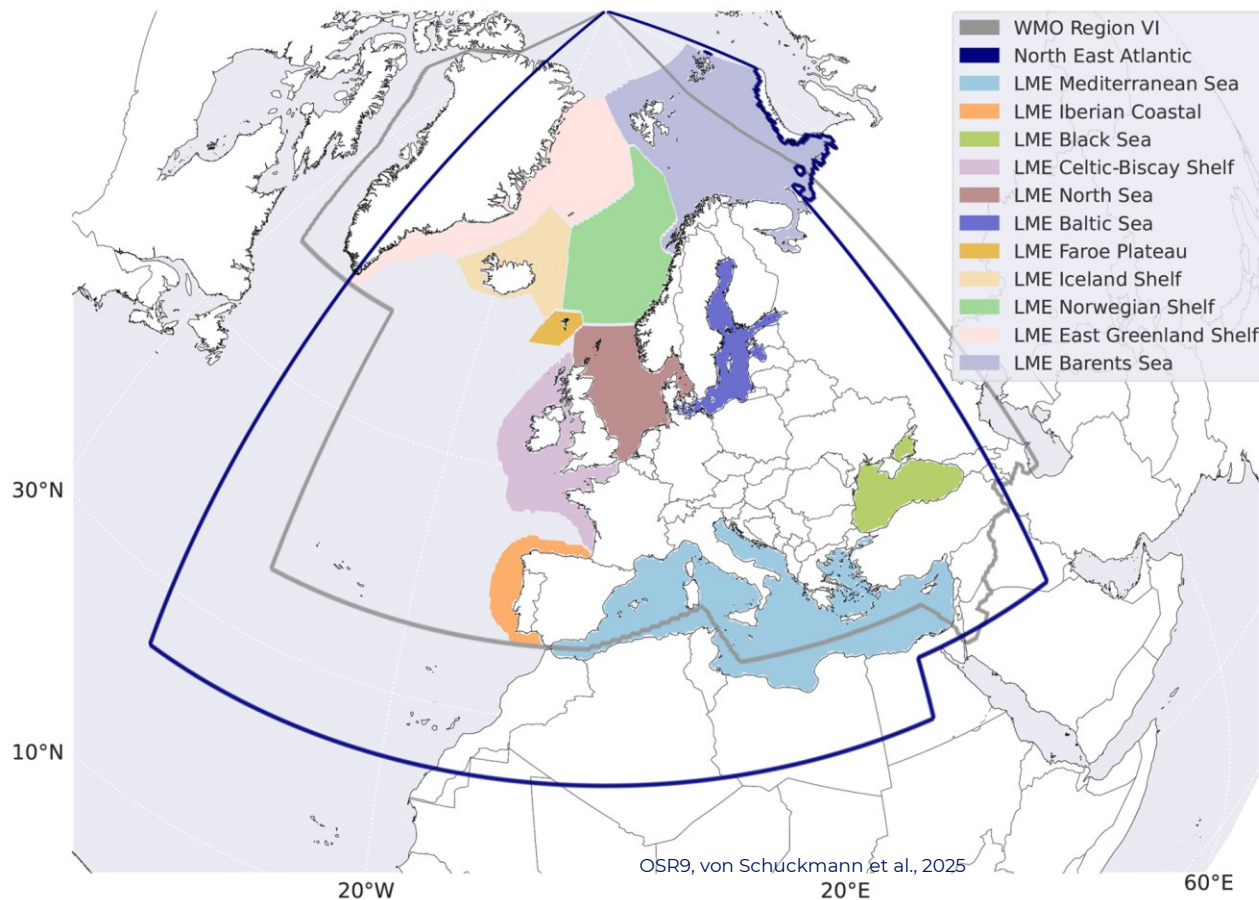 WMO Region VI
North East Atlantic
LME Mediterranean Sea
LME Iberian Coastal
LME Black Sea
LME Celtic-Biscay Shelf
LME North Sea
LME Baltic Sea
LME Faroe Plateau
LME Iceland Shelf
LME Norwegian Shelf
LME East Greenland Shelf
LME Barents Sea
30°N
10°N
OSR9, von Schuckmann et al., 2025
20°W
20°E
60°E